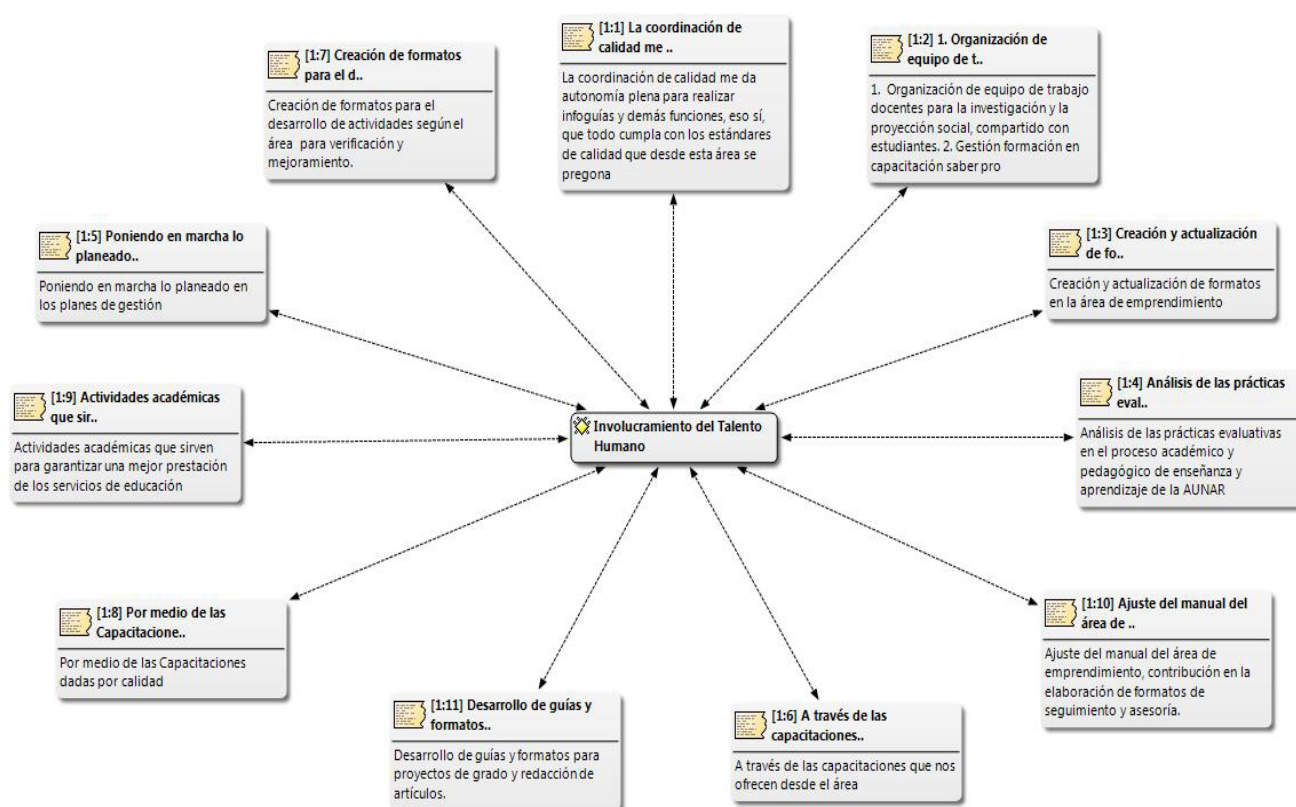 [1:7] Creación de formatos
para el d..
Creación de formatos para el
desarrollo de actividades según el
área para verificación y
mejoramiento.
[1:1] La coordinación de
calidad me ..
La coordinación de calidad me da
autonomía plena para realizar
infoguías y demás funciones, eso sí,
que todo cumpla con los estándares
de calidad que desde esta área se
pregona
[1:2] 1. Organización de
equipo de t..
1. Organización de equipo de trabajo
docentes para la investigación y la
proyección social, compartido con
estudiantes. 2. Gestión formación en
capacitación saber pro
[1:5] Poniendo en marcha lo
planeado..
Poniendo en marcha lo planeado en
los planes de gestión
[1:3] Creación y actualización
de fo..
Creación y actualización de formatos
en la área de emprendimiento
[1:9] Actividades académicas
que sir..
Actividades académicas que sirven
para garantizar una mejor prestación
de los servicios de educación
Involucramiento del Talento
Humano
[1:4] Análisis de las prácticas
eval..
Análisis de las prácticas evaluativas
en el proceso académico y
pedagógico de enseñanza y
aprendizaje de la AUNAR
[1:8] Por medio de las
Capacitacione..
Por medio de las Capacitaciones
dadas por calidad
[1:11] Desarrollo de guías y
formatos..
Desarrollo de guías y formatos para
proyectos de grado y redacción de
artículos.
[1:6] A través de las
capacitaciones..
A través de las capacitaciones que nos
ofrecen desde el área
[1:10] Ajuste del manual del
área de ..
Ajuste del manual del área de
emprendimiento, contribución en la
elaboración de formatos de
seguimiento y asesoría.